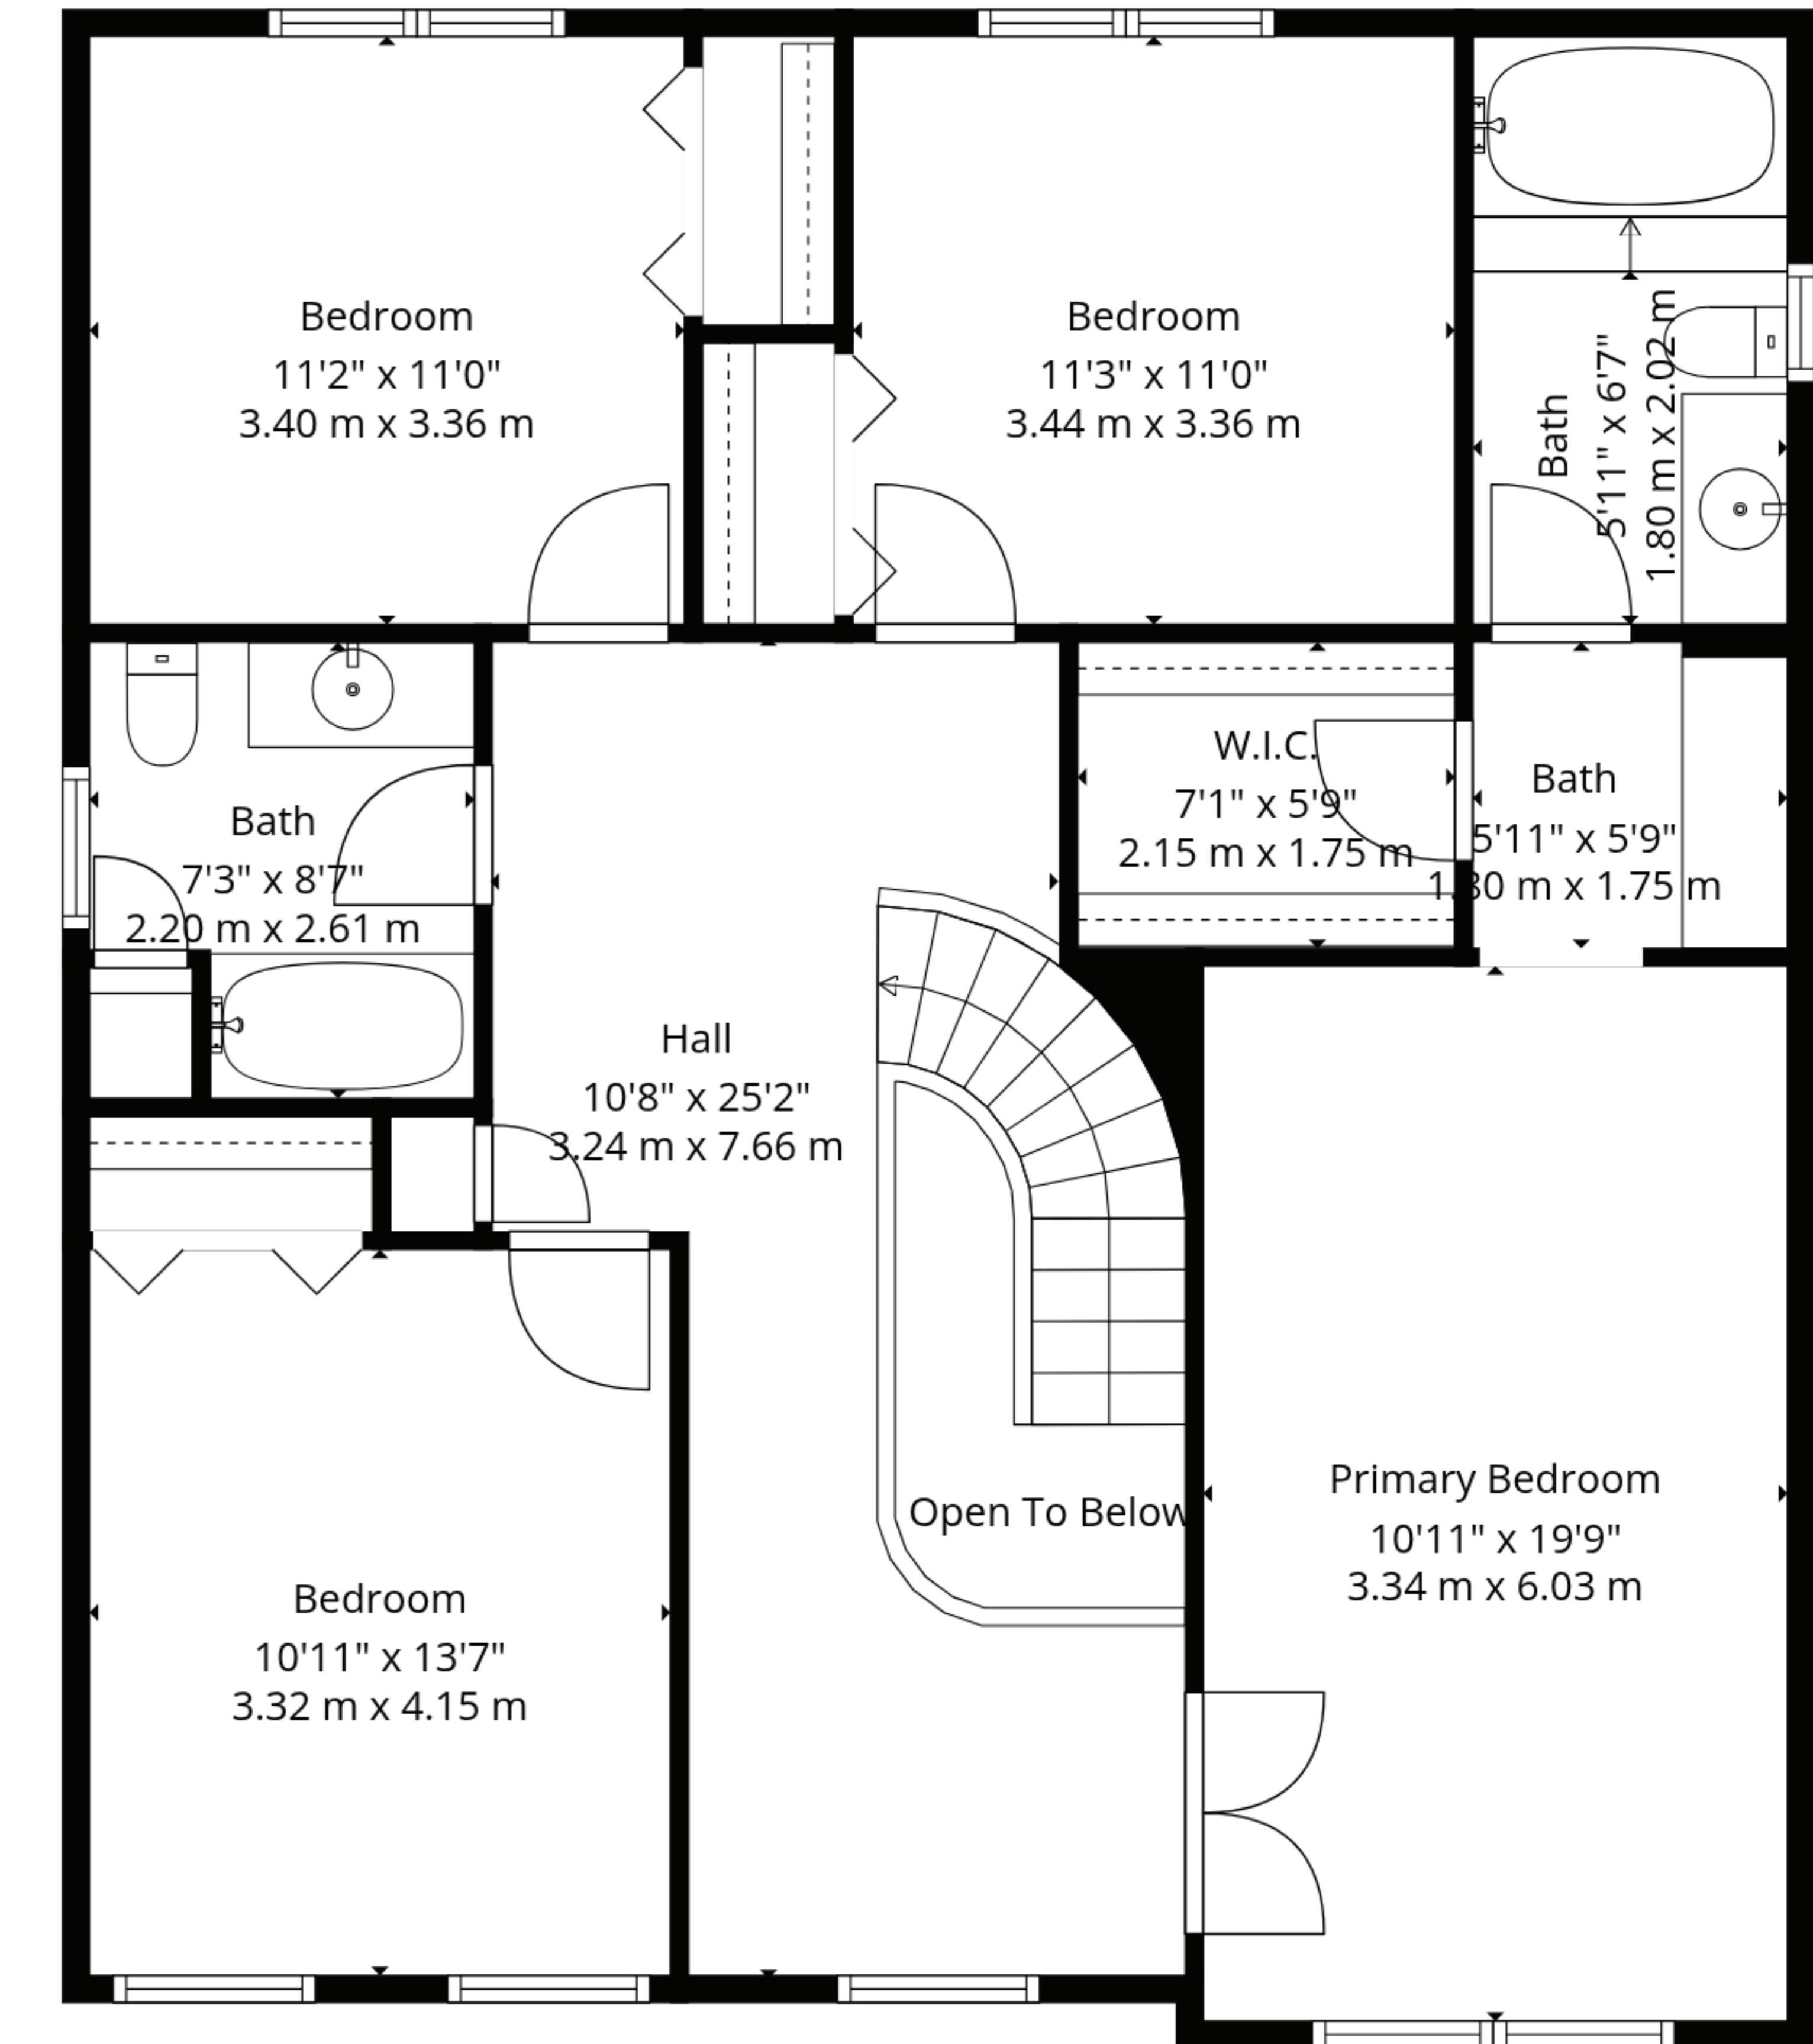 Bedroom
11'2" x 11'0"
3.40 m x 3.36 m
Bedroom
11'3" x 11'0"
3.44 m x 3.36 m
Bath
5'11" x 6'7"
1.80 m x 2.02 m
Bath
7'3" x 8'7"
2.20 m x 2.61 m
W.I.C.
7'1" x 5'9"
2.15 m x 1.75 m
Bath
5'11" x 5'9"
1.80 m x 1.75 m
Hall
10'8" x 25'2"
3.24 m x 7.66 m
Open To Below
Primary Bedroom
10'11" x 19'9"
3.34 m x 6.03 m
Bedroom
10'11" x 13'7"
3.32 m x 4.15 m